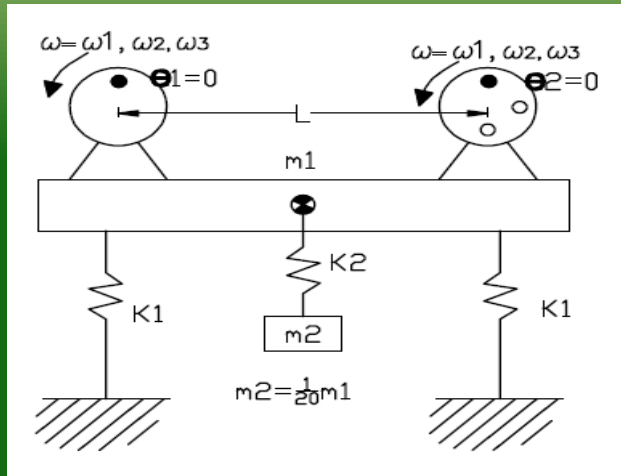 ω=ω1, ω2, ω3
ω=ω1, ω2, ω3
Θ1=0
Θ2=0
L
m1
K2
K1
K1
m2
m2=1/20m1